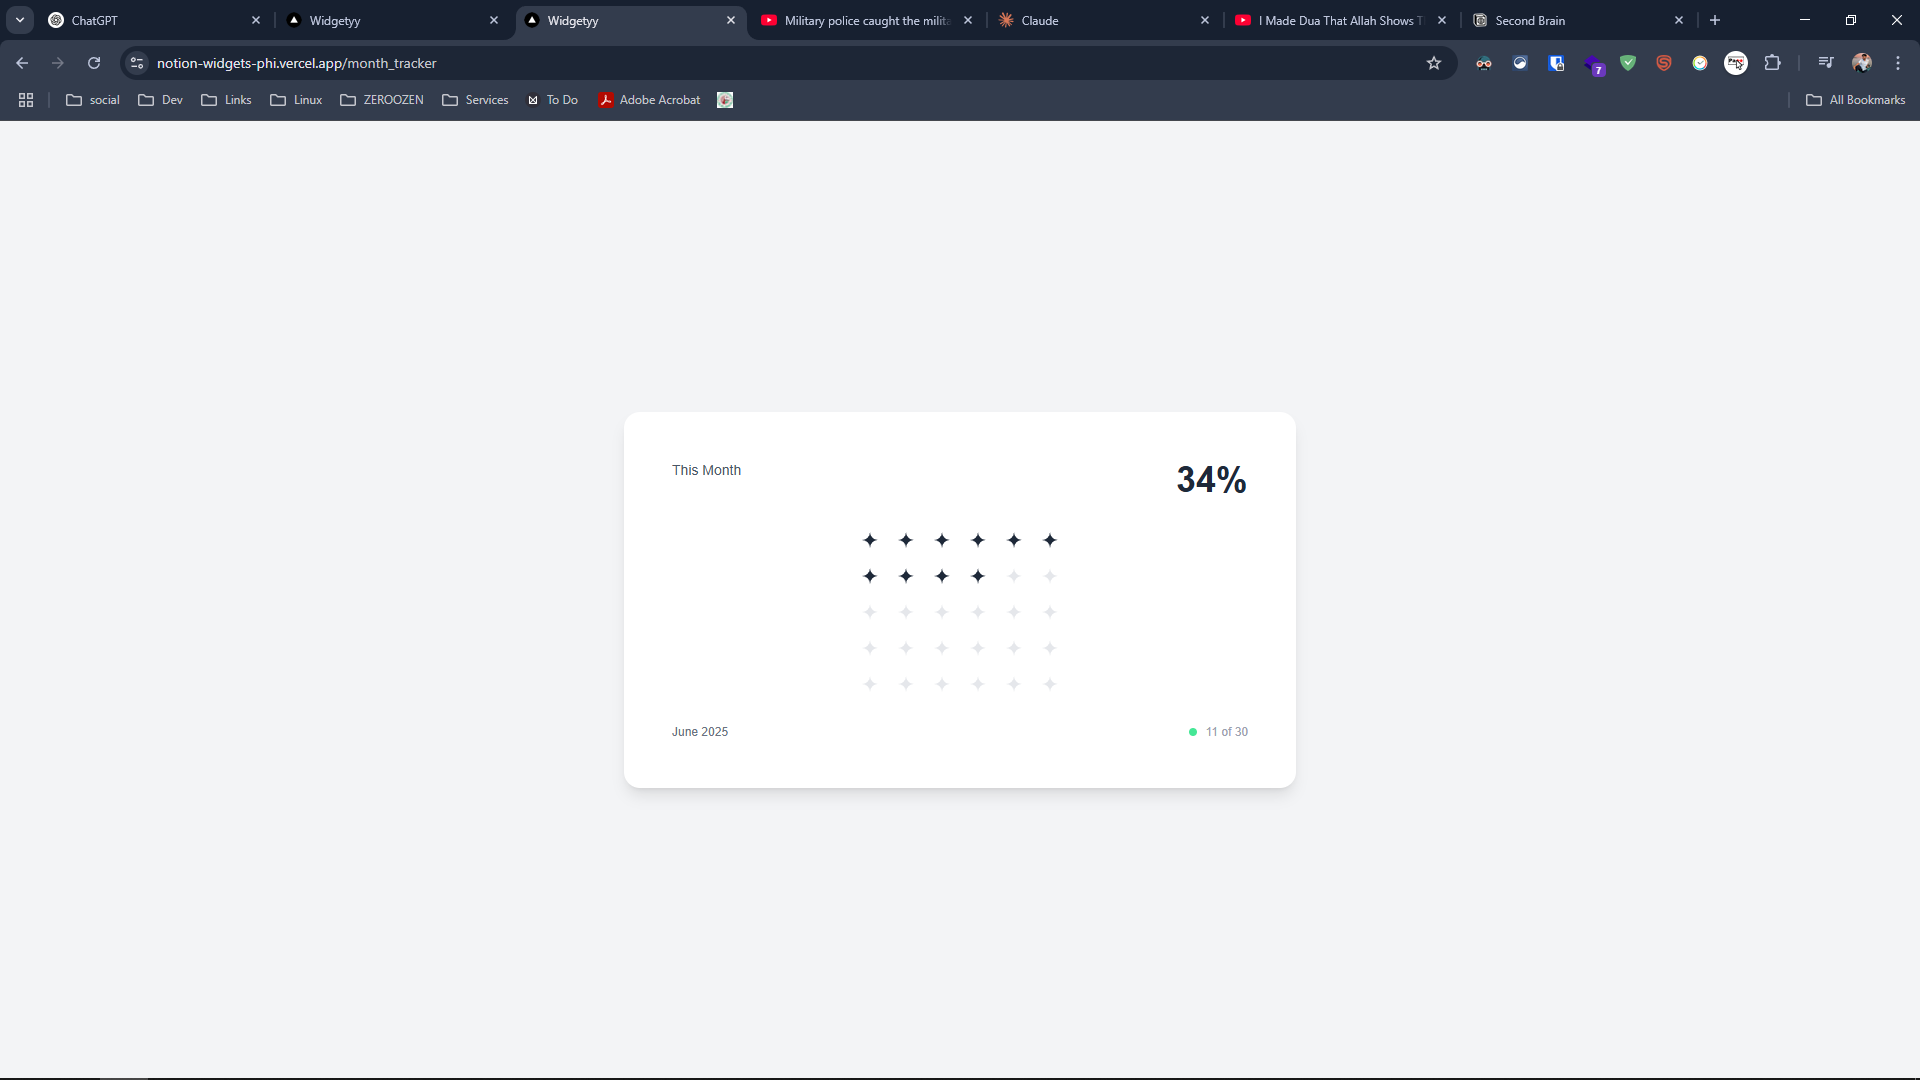 ChatGPT
Widgetyy
Widgetyy
Military police caught the milita
Claude
I Made Dua That Allah Shows T
Second Brain
notion-widgets-phi.vercel.app/month_tracker
7
social
Dev
Links
Linux
ZEROOZEN
Services
To Do
Adobe Acrobat
All Bookmarks
This Month
34%
June 2025
11 of 30